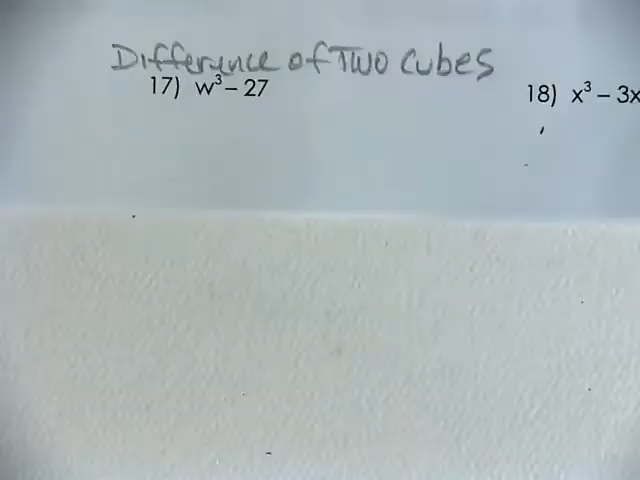 Difference of Two Cubes
17) w³ – 27
18) x³ – 3x